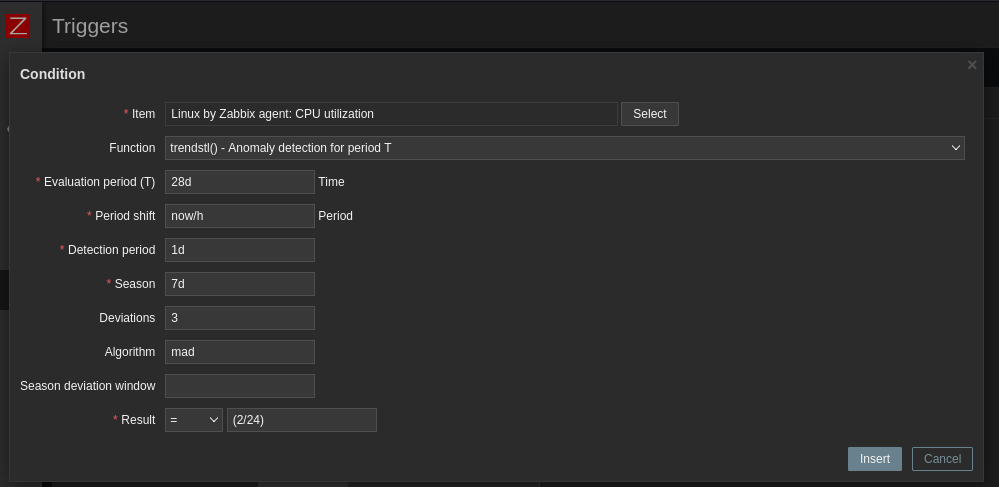 Z
Triggers
Condition
* Item Linux by Zabbix agent: CPU utilization Select
Function trendstl() - Anomaly detection for period T
* Evaluation period (T) 28d Time
* Period shift now/h Period
* Detection period 1d
* Season 7d
Deviations 3
Algorithm mad
Season deviation window
* Result = (2/24)
Insert Cancel